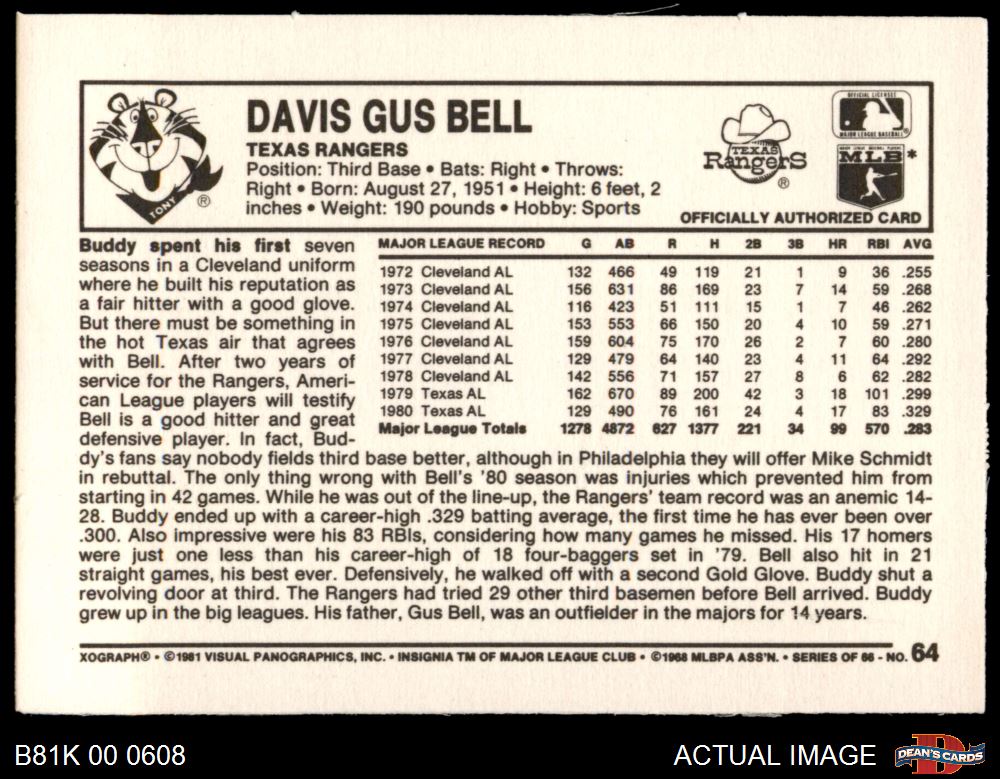 TONY
®
DAVIS GUS BELL
TEXAS RANGERS
Position: Third Base • Bats: Right • Throws:
Right • Born: August 27, 1951 • Height: 6 feet, 2
inches • Weight: 190 pounds • Hobby: Sports
TEXAS
RangerS
®
OFFICIAL LICENSEE
MAJOR LEAGUE BASEBALL
®
MLB *
OFFICIALLY AUTHORIZED CARD
Buddy spent his first seven
seasons in a Cleveland uniform
where he built his reputation as
a fair hitter with a good glove.
But there must be something in
the hot Texas air that agrees
with Bell. After two years of
service for the Rangers, Ameri-
can League players will testify
Bell is a good hitter and great
defensive player. In fact, Bud-
MAJOR LEAGUE RECORD G AB R H 2B 3B HR RBI AVG
1972 Cleveland AL 132 466 49 119 21 1 9 36 .255
1973 Cleveland AL 156 631 86 169 23 7 14 59 .268
1974 Cleveland AL 116 423 51 111 15 1 7 46 .262
1975 Cleveland AL 153 553 66 150 20 4 10 59 .271
1976 Cleveland AL 159 604 75 170 26 2 7 60 .280
1977 Cleveland AL 129 479 64 140 23 4 11 64 .292
1978 Cleveland AL 142 556 71 157 27 8 6 62 .282
1979 Texas AL 162 670 89 200 42 3 18 101 .299
1980 Texas AL 129 490 76 161 24 4 17 83 .329
Major League Totals 1278 4872 627 1377 221 34 99 570 .283
dy's fans say nobody fields third base better, although in Philadelphia they will offer Mike Schmidt
in rebuttal. The only thing wrong with Bell's '80 season was injuries which prevented him from
starting in 42 games. While he was out of the line-up, the Rangers' team record was an anemic 14-
28. Buddy ended up with a career-high .329 batting average, the first time he has ever been over
.300. Also impressive were his 83 RBIs, considering how many games he missed. His 17 homers
were just one less than his career-high of 18 four-baggers set in '79. Bell also hit in 21
straight games, his best ever. Defensively, he walked off with a second Gold Glove. Buddy shut a
revolving door at third. The Rangers had tried 29 other third basemen before Bell arrived. Buddy
grew up in the big leagues. His father, Gus Bell, was an outfielder in the majors for 14 years.
XOGRAPH® • ©1981 VISUAL PANOGRAPHICS, INC. • INSIGNIA TM OF MAJOR LEAGUE CLUB • ©1968 MLBPA ASS'N. • SERIES OF 66 - NO. 64
B81K 00 0608
ACTUAL IMAGE
DEAN'S CARDS